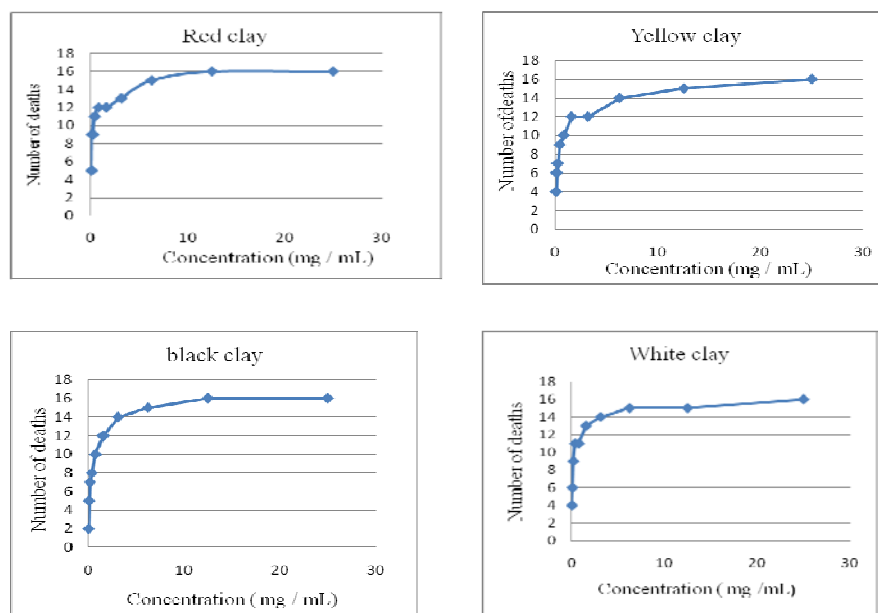 Red clay
Number of deaths
18
16
14
12
10
8
6
4
2
0
0 10 20 30
Concentration (mg / mL)
Yellow clay
Number of deaths
18
16
14
12
10
8
6
4
2
0
0 10 20 30
Concentration (mg / mL)
black clay
Number of deaths
18
16
14
12
10
8
6
4
2
0
0 10 20 30
Concentration ( mg / mL)
White clay
Number of deaths
18
16
14
12
10
8
6
4
2
0
0 10 20 30
Concentration ( mg /mL)